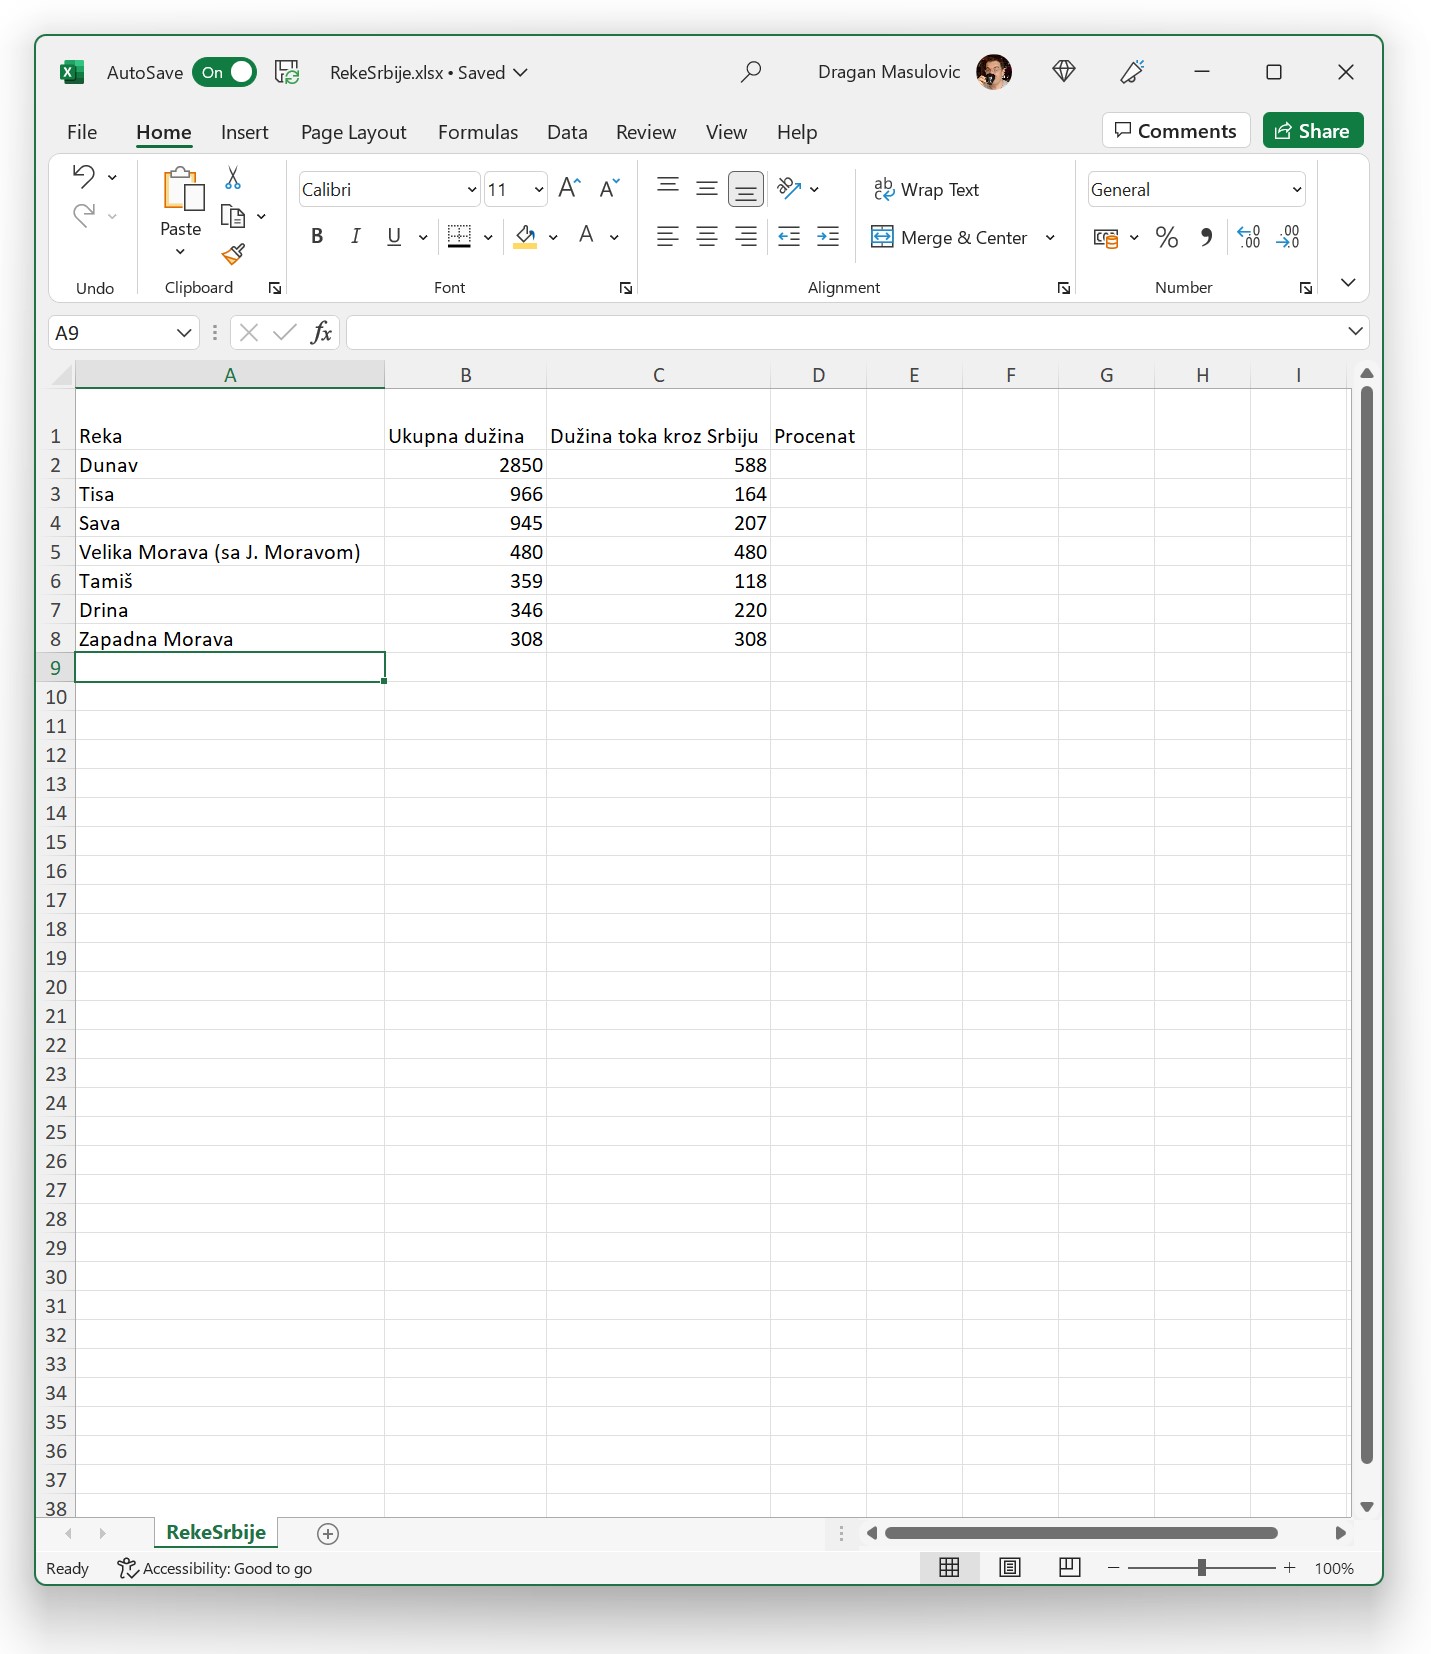 AutoSave On RekeSrbije.xlsx • Saved Dragan Masulovic
File Home Insert Page Layout Formulas Data Review View Help Comments Share
Calibri 11 ab Wrap Text General
Paste B I U A Merge & Center % .00 .00
Undo Clipboard Font Alignment Number
A9 fx
A B C D E F G H I
1 Reka Ukupna dužina Dužina toka kroz Srbiju Procenat
2 Dunav 2850 588
3 Tisa 966 164
4 Sava 945 207
5 Velika Morava (sa J. Moravom) 480 480
6 Tamiš 359 118
7 Drina 346 220
8 Zapadna Morava 308 308
9
10
11
12
13
14
15
16
17
18
19
20
21
22
23
24
25
26
27
28
29
30
31
32
33
34
35
36
37
38
RekeSrbije
Ready Accessibility: Good to go 100%